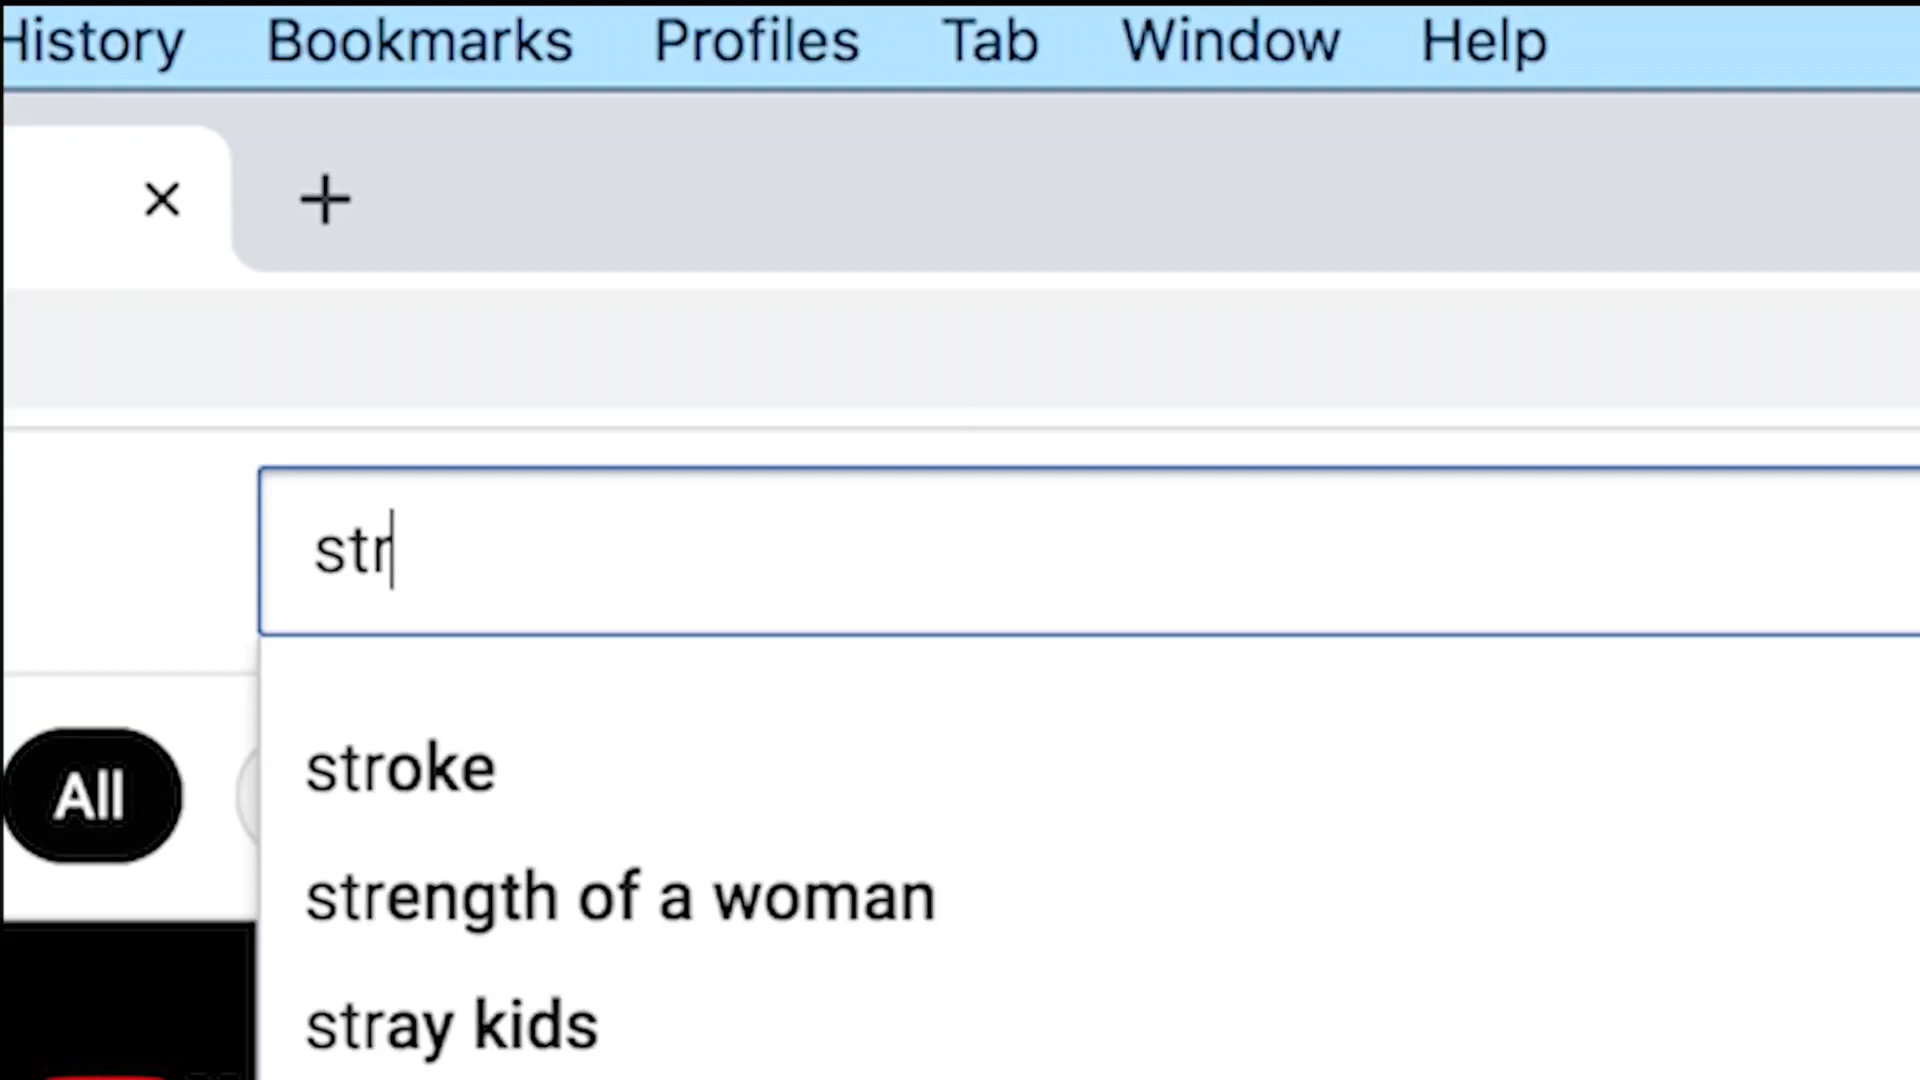 History Bookmarks Profiles Tab Window Help
str
All
stroke
strength of a woman
stray kids